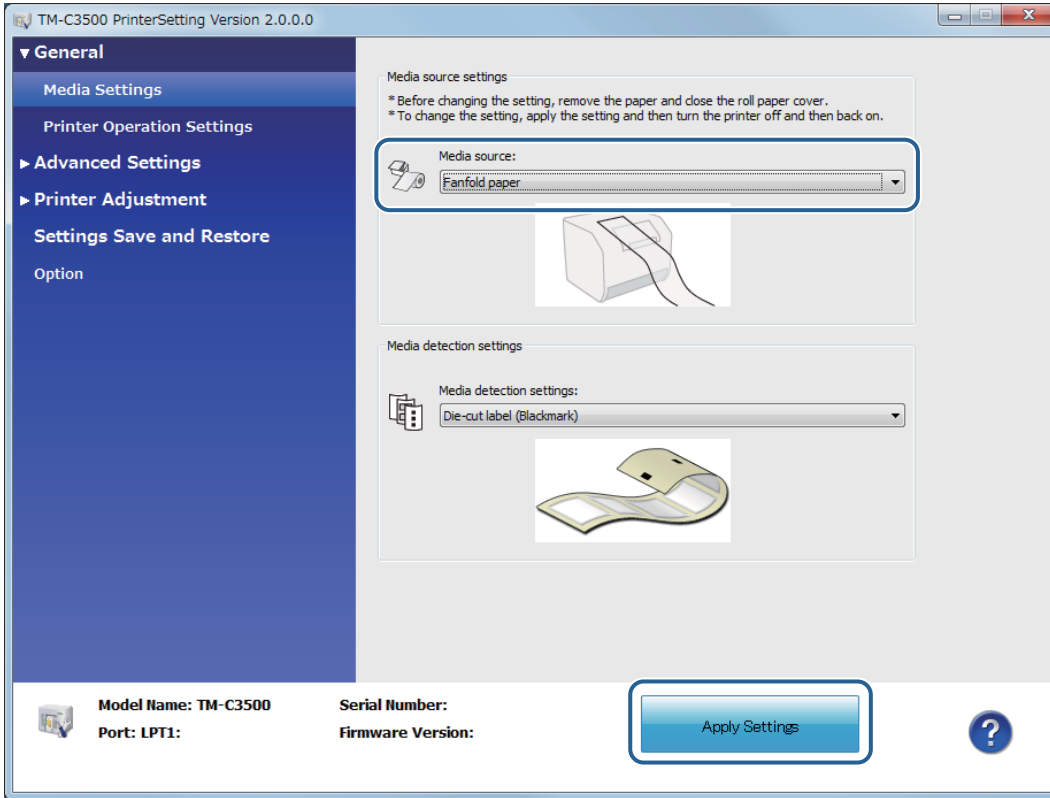 TM-C3500 PrinterSetting Version 2.0.0.0
General
Media Settings
Printer Operation Settings
Advanced Settings
Printer Adjustment
Settings Save and Restore
Option
Media source settings
* Before changing the setting, remove the paper and close the roll paper cover.
* To change the setting, apply the setting and then turn the printer off and then back on.
Media source:
Fanfold paper
Media detection settings
Media detection settings:
Die-cut label (Blackmark)
Model Name: TM-C3500
Serial Number:
Port: LPT1:
Firmware Version:
Apply Settings
?